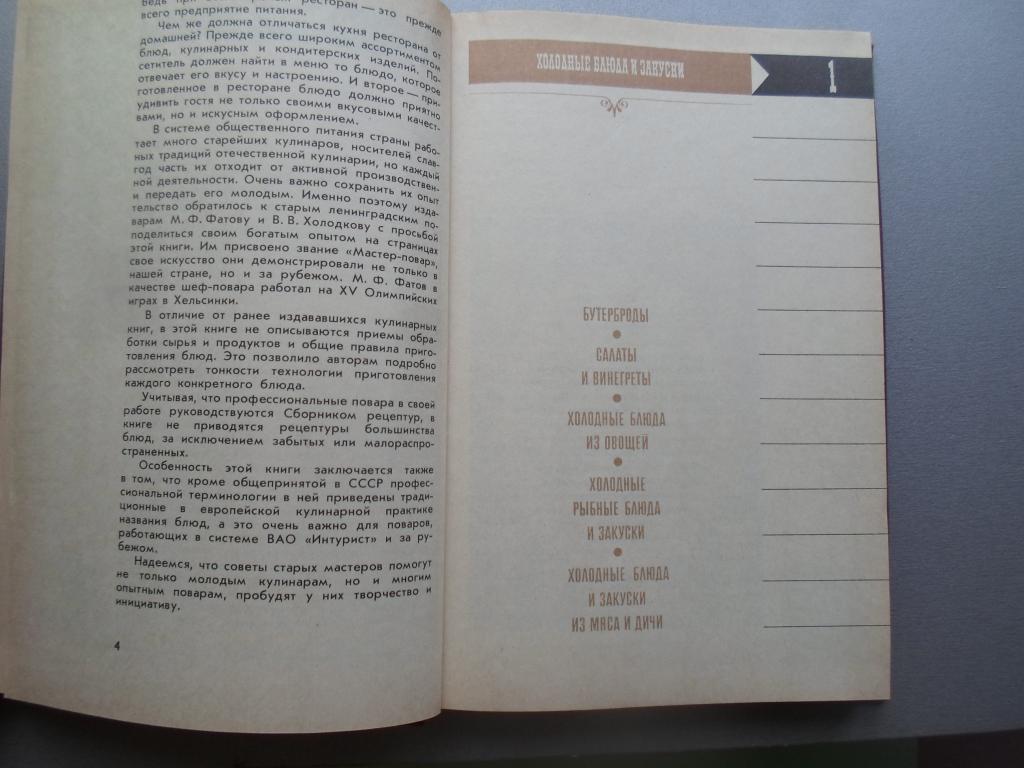 ведь при ресторан — это прежде
всего предприятие питания.
Чем же должна отличаться кухня ресторана от
домашней? Прежде всего широким ассортиментом
блюд, кулинарных и кондитерских изделий. По-
сетитель должен найти в меню то блюдо, которое
отвечает его вкусу и настроению. И второе — при-
готовленное в ресторане блюдо должно приятно
удивить гостя не только своими вкусовыми качест-
вами, но и искусным оформлением.
В системе общественного питания страны рабо-
тает много старейших кулинаров, носителей слав-
ных традиций отечественной кулинарии, но каждый
год часть их отходит от активной производствен-
ной деятельности. Очень важно сохранить их опыт
и передать его молодым. Именно поэтому изда-
тельство обратилось к старым ленинградским по-
варам М. Ф. Фатову и В. В. Холодкову с просьбой
поделиться своим богатым опытом на страницах
этой книги. Им присвоено звание «Мастер-повар»,
свое искусство они демонстрировали не только в
нашей стране, но и за рубежом. М. Ф. Фатов в
качестве шеф-повара работал на XV Олимпийских
играх в Хельсинки.
В отличие от ранее издававшихся кулинарных
книг, в этой книге не описываются приемы обра-
ботки сырья и продуктов и общие правила приго-
товления блюд. Это позволило авторам подробно
рассмотреть тонкости технологии приготовления
каждого конкретного блюда.
Учитывая, что профессиональные повара в своей
работе руководствуются Сборником рецептур, в
книге не приводятся рецептуры большинства
блюд, за исключением забытых или малораспро-
страненных.
Особенность этой книги заключается также
в том, что кроме общепринятой в СССР профес-
сиональной терминологии в ней приведены тради-
ционные в европейской кулинарной практике
названия блюд, а это очень важно для поваров,
работающих в системе ВАО «Интурист» и за ру-
бежом.
Надеемся, что советы старых мастеров помогут
не только молодым кулинарам, но и многим
опытным поварам, пробудят у них творчество и
инициативу.
4
ХОЛОДНЫЕ БЛЮДА И ЗАКУСКИ
1
БУТЕРБРОДЫ
•
САЛАТЫ
И ВИНЕГРЕТЫ
•
ХОЛОДНЫЕ БЛЮДА
ИЗ ОВОЩЕЙ
•
ХОЛОДНЫЕ
РЫБНЫЕ БЛЮДА
И ЗАКУСКИ
•
ХОЛОДНЫЕ БЛЮДА
И ЗАКУСКИ
ИЗ МЯСА И ДИЧИ